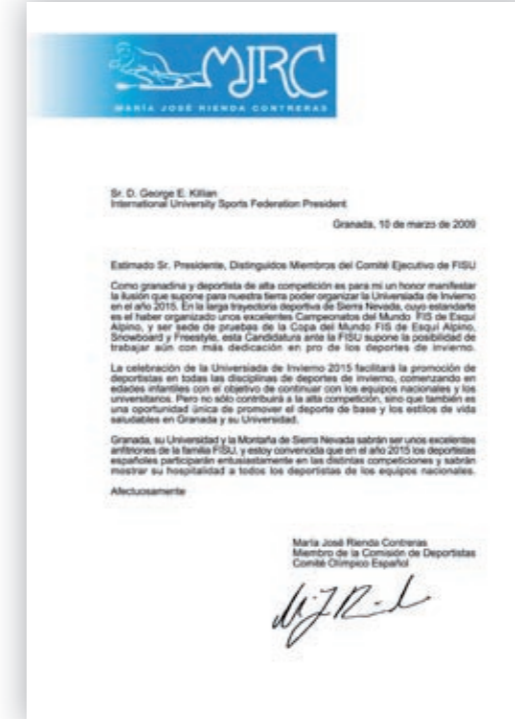 MJRC
MARÍA JOSÉ RIENDA CONTRERAS
Sr. D. George E. Killian
International University Sports Federation President
Granada, 10 de marzo de 2009
Estimado Sr. Presidente, Distinguidos Miembros del Comité Ejecutivo de FISU
Como granadina y deportista de alta competición es para mi un honor manifestar
la ilusión que supone para nuestra tierra poder organizar la Universiada de Invierno
en el año 2015. En la larga trayectoria deportiva de Sierra Nevada, cuyo estandarte
es el haber organizado unos excelentes Campeonatos del Mundo FIS de Esquí
Alpino, y ser sede de pruebas de la Copa del Mundo FIS de Esquí Alpino,
Snowboard y Freestyle, esta Candidatura ante la FISU supone la posibilidad de
trabajar aún con más dedicación en pro de los deportes de invierno.
La celebración de la Universiada de Invierno 2015 facilitará la promoción de
deportistas en todas las disciplinas de deportes de invierno, comenzando en
edades infantiles con el objetivo de continuar con los equipos nacionales y los
universitarios. Pero no sólo contribuirá a la alta competición, sino que también es
una oportunidad única de promover el deporte de base y los estilos de vida
saludables en Granada y su Universidad.
Granada, su Universidad y la Montaña de Sierra Nevada sabrán ser unos excelentes
anfitriones de la familia FISU, y estoy convencida que en el año 2015 los deportistas
españoles participarán entusiastamente en las distintas competiciones y sabrán
mostrar su hospitalidad a todos los deportistas de los equipos nacionales.
Afectuosamente
María José Rienda Contreras
Miembro de la Comisión de Deportistas
Comité Olímpico Español